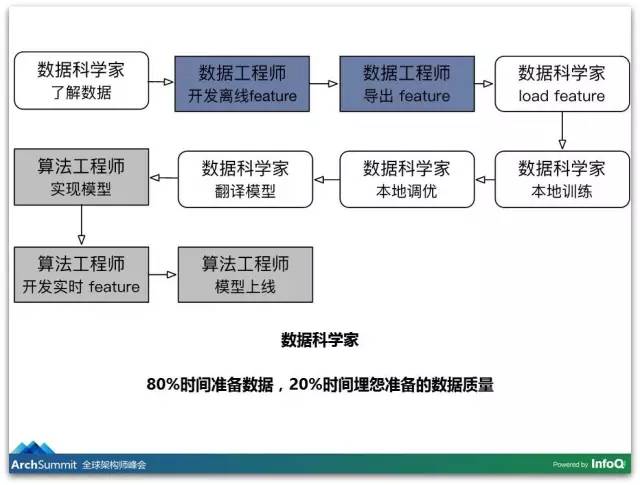 数据科学家
了解数据
数据工程师
开发离线feature
数据工程师
导出 feature
数据科学家
load feature
数据科学家
本地训练
数据科学家
本地调优
数据科学家
翻译模型
算法工程师
实现模型
算法工程师
开发实时 feature
算法工程师
模型上线
数据科学家
80%时间准备数据，20%时间埋怨准备的数据质量
ArchSummit 全球架构师峰会
Powered by InfoQ